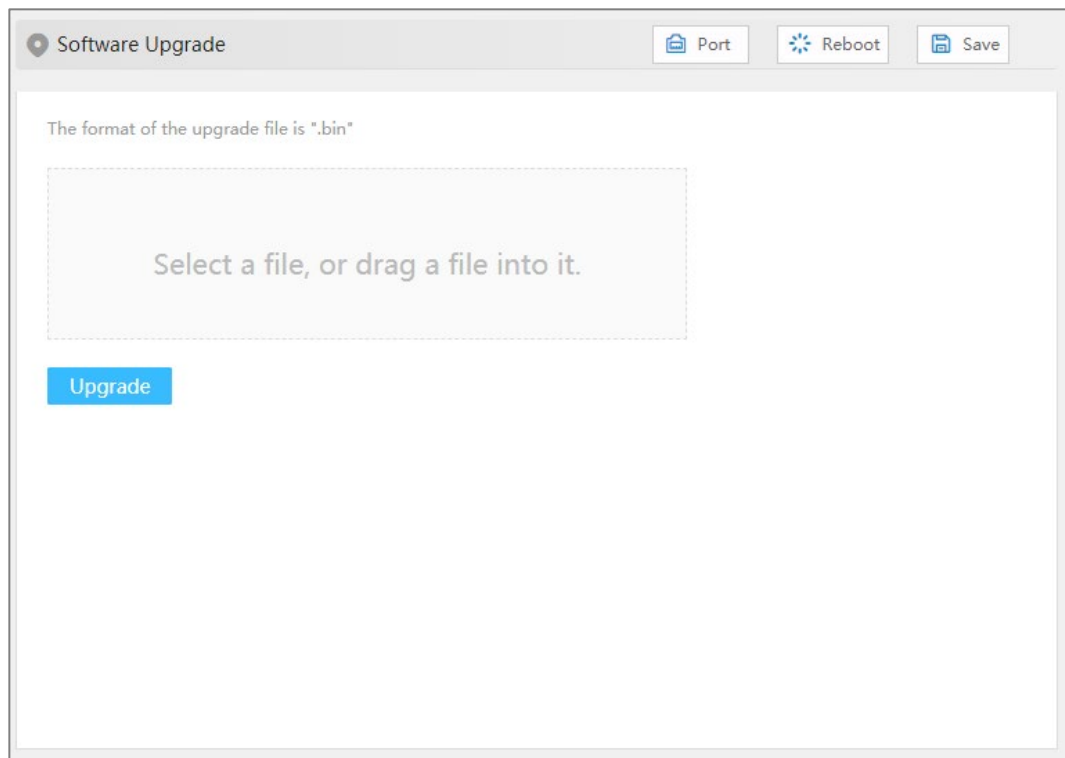 Software Upgrade
Port
Reboot
Save
The format of the upgrade file is ".bin"
Select a file, or drag a file into it.
Upgrade